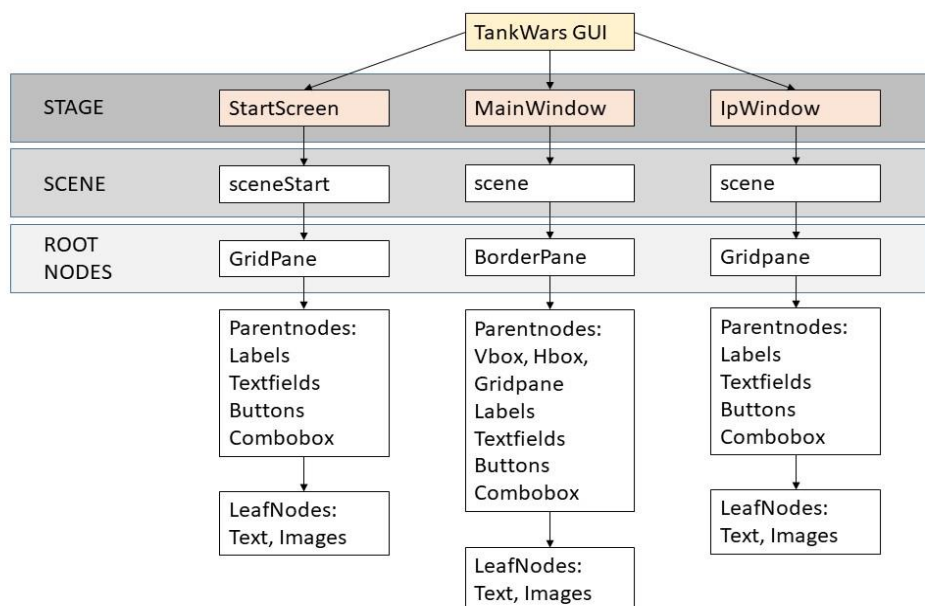 TankWars GUI
STAGE
StartScreen
MainWindow
IpWindow
SCENE
sceneStart
scene
scene
ROOT
NODES
GridPane
BorderPane
Gridpane
Parentnodes:
Labels
Textfields
Buttons
Combobox
Parentnodes:
Vbox, Hbox,
Gridpane
Labels
Textfields
Buttons
Combobox
Parentnodes:
Labels
Textfields
Buttons
Combobox
LeafNodes:
Text, Images
LeafNodes:
Text, Images
LeafNodes:
Text, Images